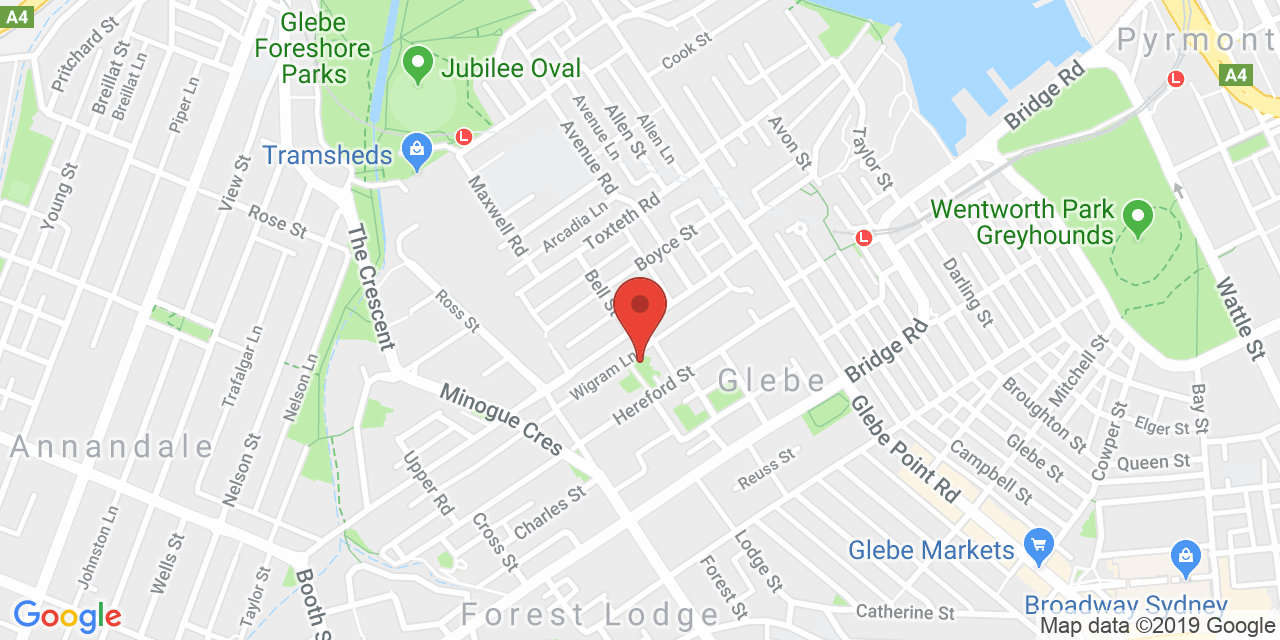 A4
Pritchard St
Breillat St
Breillat Ln
Piper Ln
Glebe
Foreshore
Parks
Jubilee Oval
Cook St
Pyrmont
A4
Bridge Rd
Avenue Ln
Allen St
Allen Ln
Avenue Rd
Avon St
Taylor St
Tramsheds
Young St
View St
Rose St
Maxwell Rd
Arcadia Ln
Toxteth Rd
Boyce St
Wentworth Park
Greyhounds
The Crescent
Ross St
Bell St
Darling St
Wattle St
Trafalgar Ln
Nelson Ln
Wigram Ln
Hereford St
Glebe
Bridge Rd
Mitchell St
Broughton St
Bay St
Minogue Cres
Glebe Point Rd
Annandale
Nelson St
Upper Rd
Reuss St
Campbell St
Glebe St
Cowper St
Elger St
Queen St
Johnston Ln
Wells St
Taylor St
Booth S
Cross St
Charles St
Forest St
Lodge St
Glebe Markets
Catherine St
Broadway Sydney
Forest Lodge
Google
Map data ©2019 Google